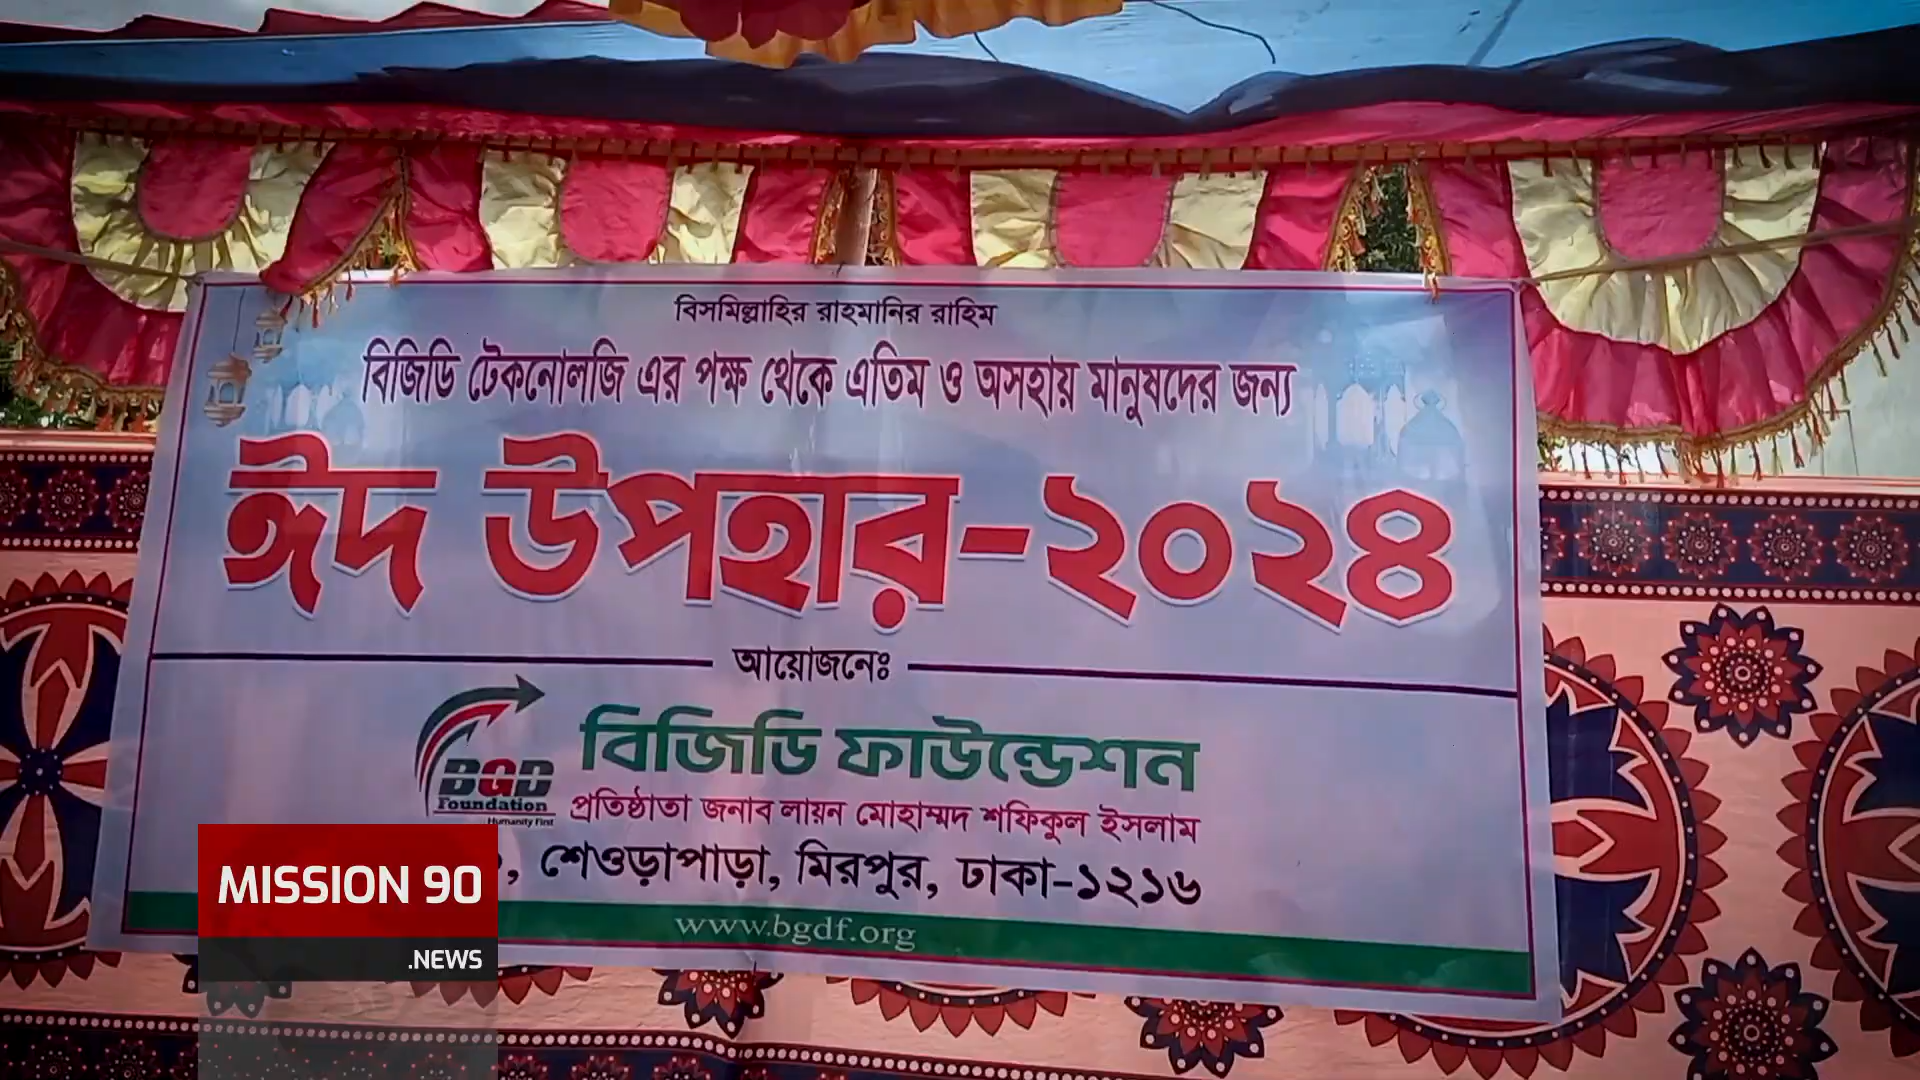 বিসমিল্লাহির রাহমানির রাহিম
বিজিডি টেকনোলজি এর পক্ষ থেকে এতিম ও অসহায় মানুষদের জন্য
ঈদ উপহার-২০২৪
আয়োজনেঃ
BGD
Foundation
Humanity First
বিজিডি ফাউন্ডেশন
প্রতিষ্ঠাতা জনাব লায়ন মোহাম্মদ শফিকুল ইসলাম
, শেওড়াপাড়া, মিরপুর, ঢাকা-১২১৬
www.bgdf.org
MISSION 90
.NEWS